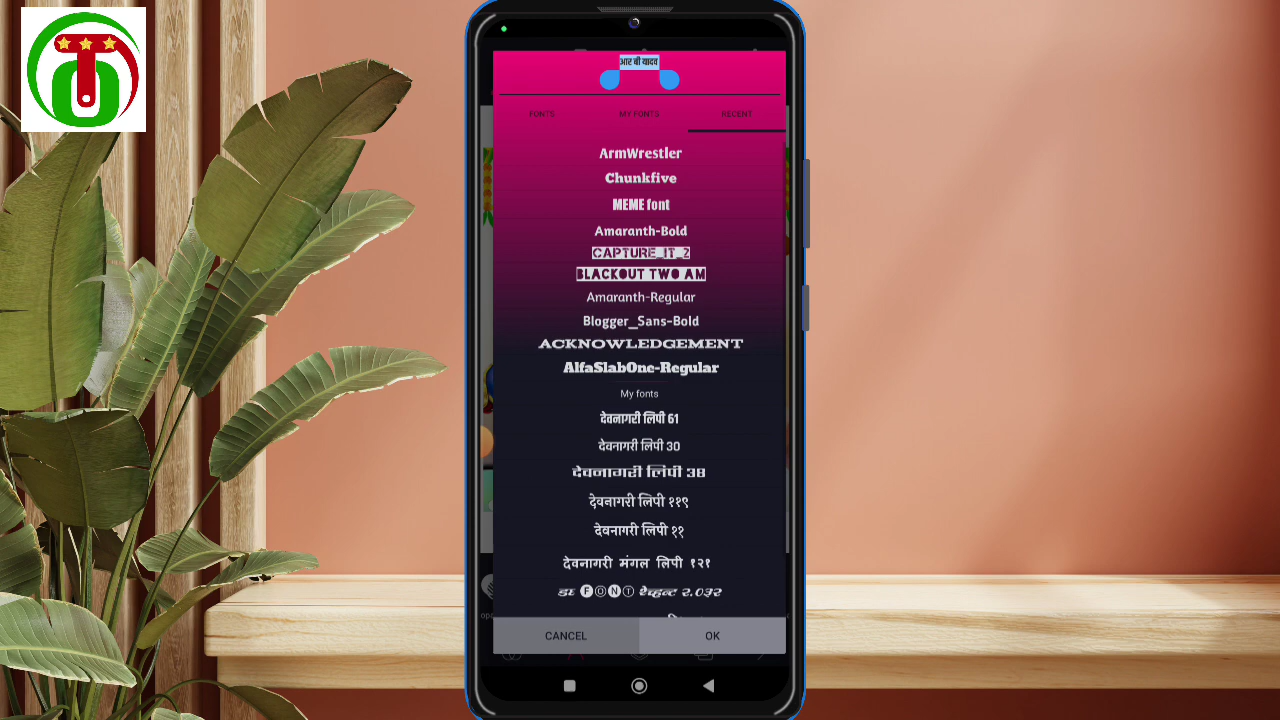 आर बी यादव
FONTS
MY FONTS
RECENT
ArmWrestler
Chunkfive
MEME font
Amaranth-Bold
CAPTURE_IT_2
BLACKOUT TWO AM
Amaranth-Regular
Blogger_Sans-Bold
ACKNOWLEDGEMENT
AlfaSlabOne-Regular
My fonts
देवनागरी लिपी 61
देवनागरी लिपी 30
देवनागरी लिपी 38
देवनागरी लिपी ११९
देवनागरी लिपी ११
देवनागरी मंगल लिपी १२१
CANCEL
OK